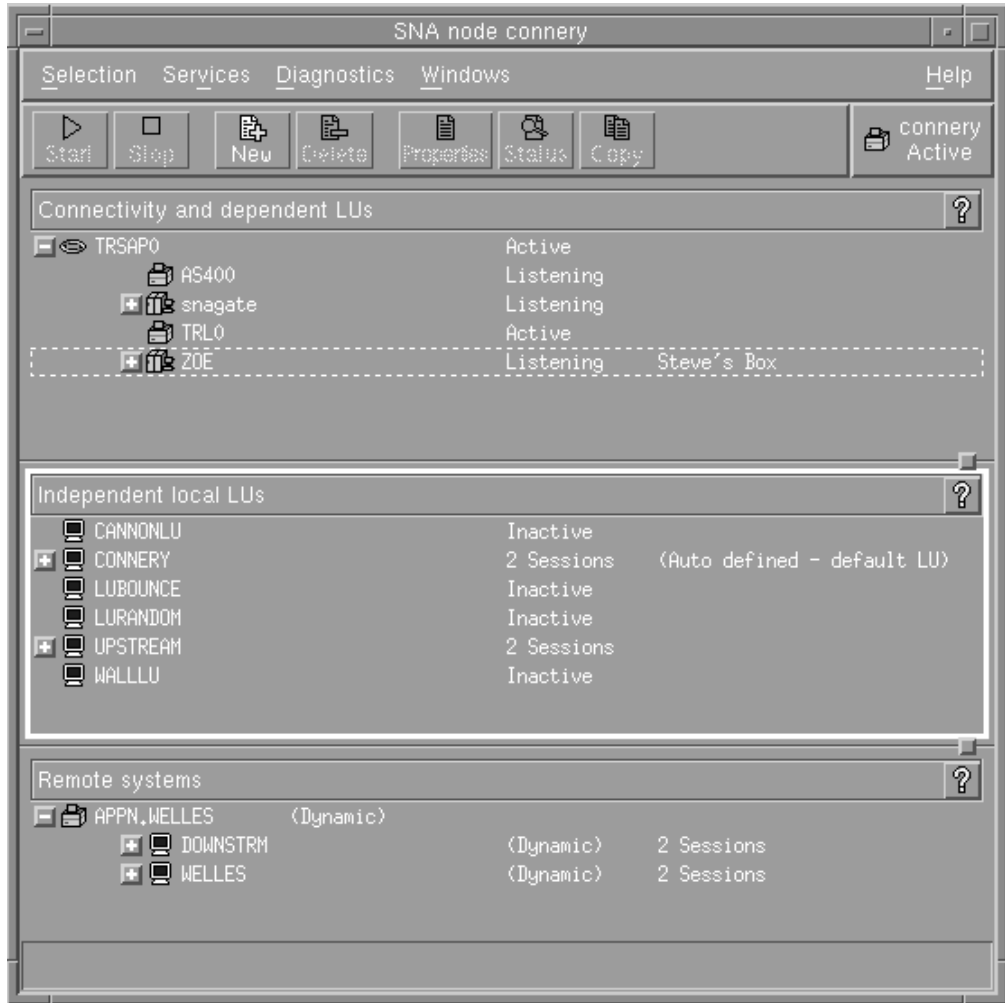 SNA node connery
Selection Services Diagnostics Windows Help
Start Stop New Delete Properties Status Copy connery Active
Connectivity and dependent LUs ?
TRSAP0 Active
AS400 Listening
snagate Listening
TRL0 Active
ZOE Listening Steve's Box
Independent local LUs ?
CANNONLU Inactive
CONNERY 2 Sessions (Auto defined - default LU)
LUBOUNCE Inactive
LURANDOM Inactive
UPSTREAM 2 Sessions
WALLLU Inactive
Remote systems ?
APPN.WELLES (Dynamic)
DOWNSTRM (Dynamic) 2 Sessions
WELLES (Dynamic) 2 Sessions